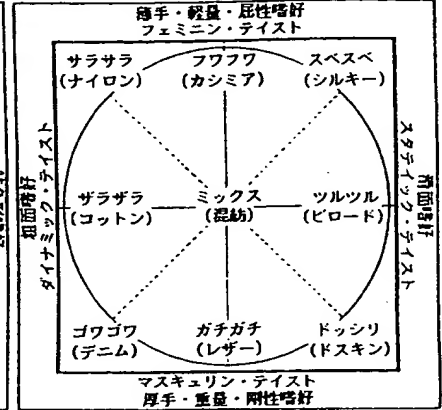 薄手・軽量・屈性嗜好
フェミニン・テイスト
サラサラ
(ナイロン)
フワフワ
(カシミア)
スベスベ
(シルキー)
粗面嗜好
ダイナミック・テイスト
ザラザラ
(コットン)
ミックス
(混紡)
ツルツル
(ビロード)
滑面嗜好
スタティック・テイスト
ゴワゴワ
(デニム)
ガチガチ
(レザー)
ドッシリ
(ドスキン)
マスキュリン・テイスト
厚手・重量・剛性嗜好